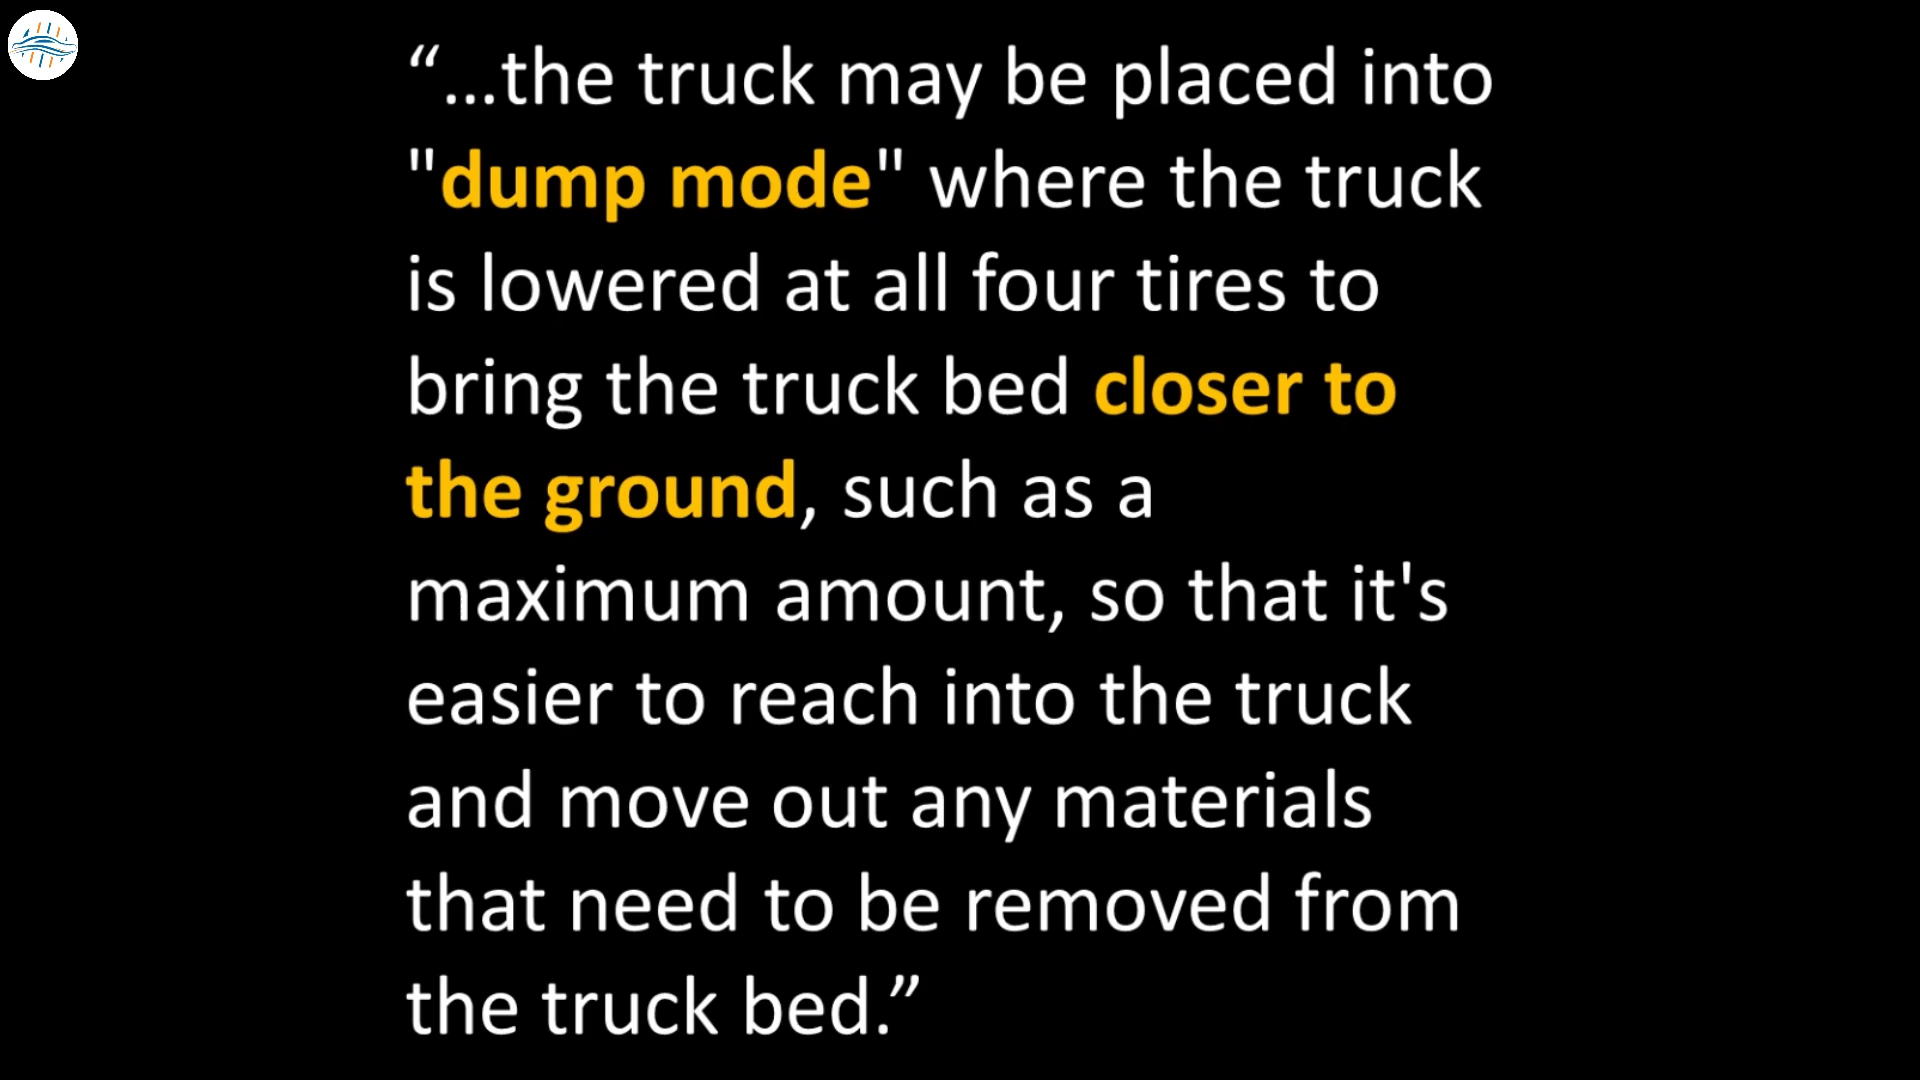 “...the truck may be placed into
"dump mode" where the truck
is lowered at all four tires to
bring the truck bed closer to
the ground, such as a
maximum amount, so that it's
easier to reach into the truck
and move out any materials
that need to be removed from
the truck bed.”